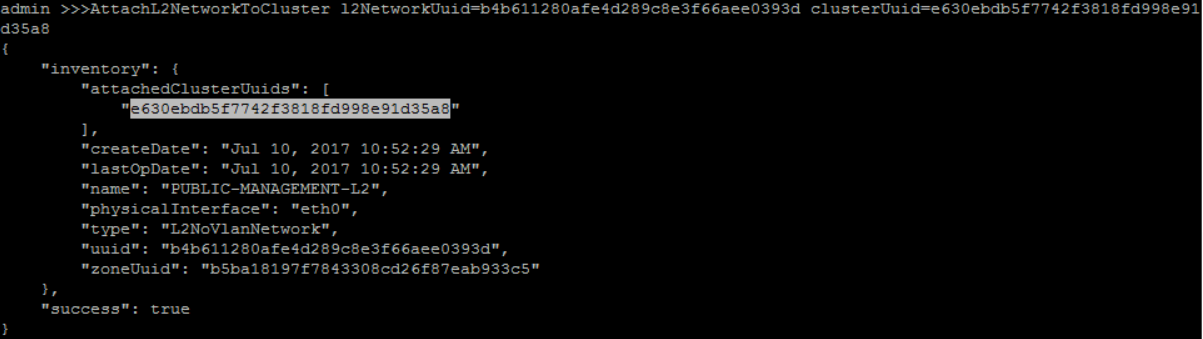 admin >>>AttachL2NetworkToCluster l2NetworkUuid=b4b611280afe4d289c8e3f66aee0393d clusterUuid=e630ebdb5f7742f3818fd998e91
d35a8
{
    "inventory": {
        "attachedClusterUuids": [
            "e630ebdb5f7742f3818fd998e91d35a8"
        ],
        "createDate": "Jul 10, 2017 10:52:29 AM",
        "lastOpDate": "Jul 10, 2017 10:52:29 AM",
        "name": "PUBLIC-MANAGEMENT-L2",
        "physicalInterface": "eth0",
        "type": "L2NoVlanNetwork",
        "uuid": "b4b611280afe4d289c8e3f66aee0393d",
        "zoneUuid": "b5ba18197f7843308cd26f87eab933c5"
    },
    "success": true
}